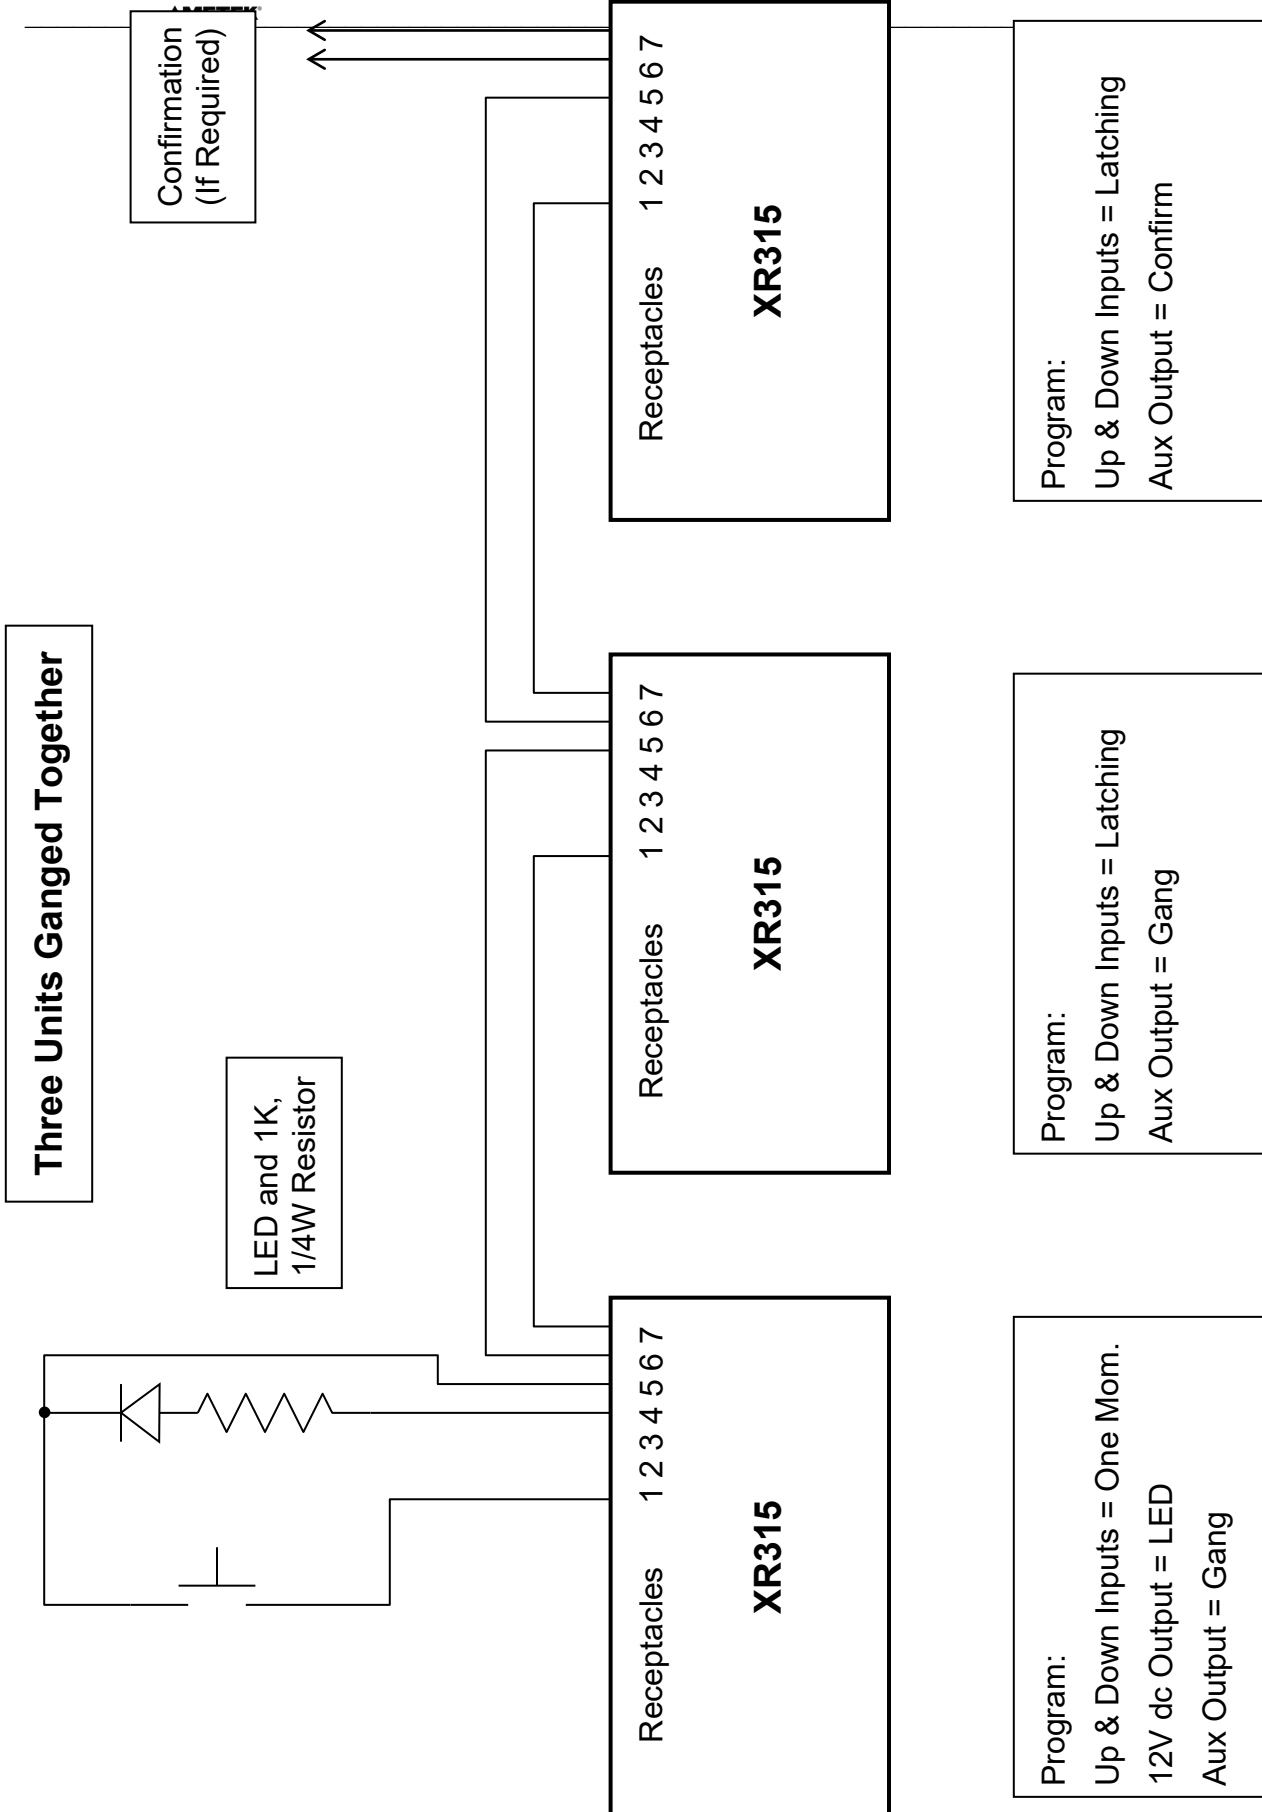 Three Units Ganged Together
LED and 1K,
1/4W Resistor
Confirmation
(If Required)
Receptacles
1 2 3 4 5 6 7
XR315
Receptacles
1 2 3 4 5 6 7
XR315
Receptacles
1 2 3 4 5 6 7
XR315
Program:
Up & Down Inputs = One Mom.
12V dc Output = LED
Aux Output = Gang
Program:
Up & Down Inputs = Latching
Aux Output = Gang
Program:
Up & Down Inputs = Latching
Aux Output = Confirm